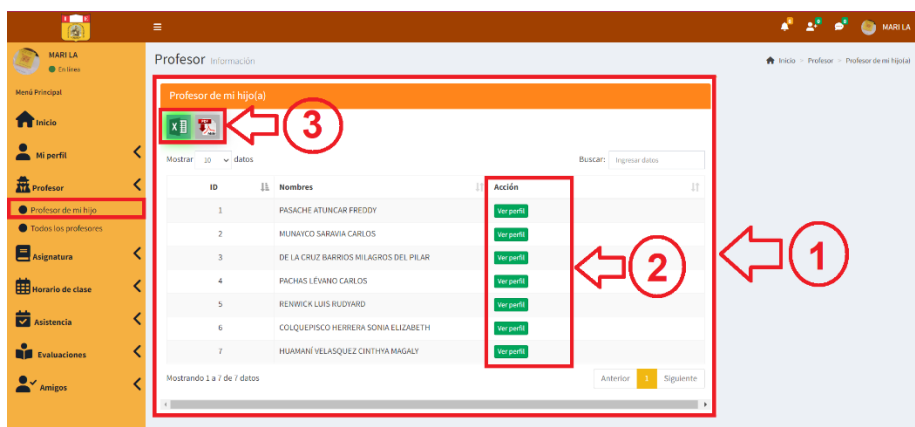 MARI LA
MARI LA
En línea
Profesor Información
Inicio > Profesor > Profesor de mi hijo(a)
Menú Principal
Inicio
Mi perfil
Profesor
Profesor de mi hijo
Todos los profesores
Asignatura
Horario de clase
Asistencia
Evaluaciones
Amigos
Profesor de mi hijo(a)
3
Mostrar 10 datos
Buscar: Ingresar datos
ID Nombres Acción
1 PASACHE ATUNCAR FREDDY Ver perfil
2 MUNAYCO SARAVIA CARLOS Ver perfil
3 DE LA CRUZ BARRIOS MILAGROS DEL PILAR Ver perfil
4 PACHAS LÉVANO CARLOS Ver perfil
5 RENWICK LUIS RUDYARD Ver perfil
6 COLQUEPISCO HERRERA SONIA ELIZABETH Ver perfil
7 HUAMANÍ VELASQUEZ CINTHYA MAGALY Ver perfil
2
1
Mostrando 1 a 7 de 7 datos
Anterior 1 Siguiente